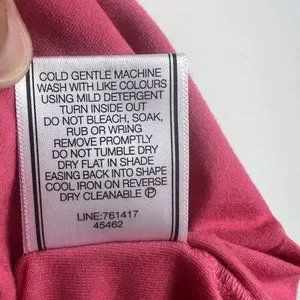 COLD GENTLE MACHINE
WASH WITH LIKE COLOURS
USING MILD DETERGENT
TURN INSIDE OUT
DO NOT BLEACH, SOAK,
RUB OR WRING
REMOVE PROMPTLY
DO NOT TUMBLE DRY
DRY FLAT IN SHADE
EASING BACK INTO SHAPE
COOL IRON ON REVERSE
DRY CLEANABLE Ⓟ
LINE:761417
45462